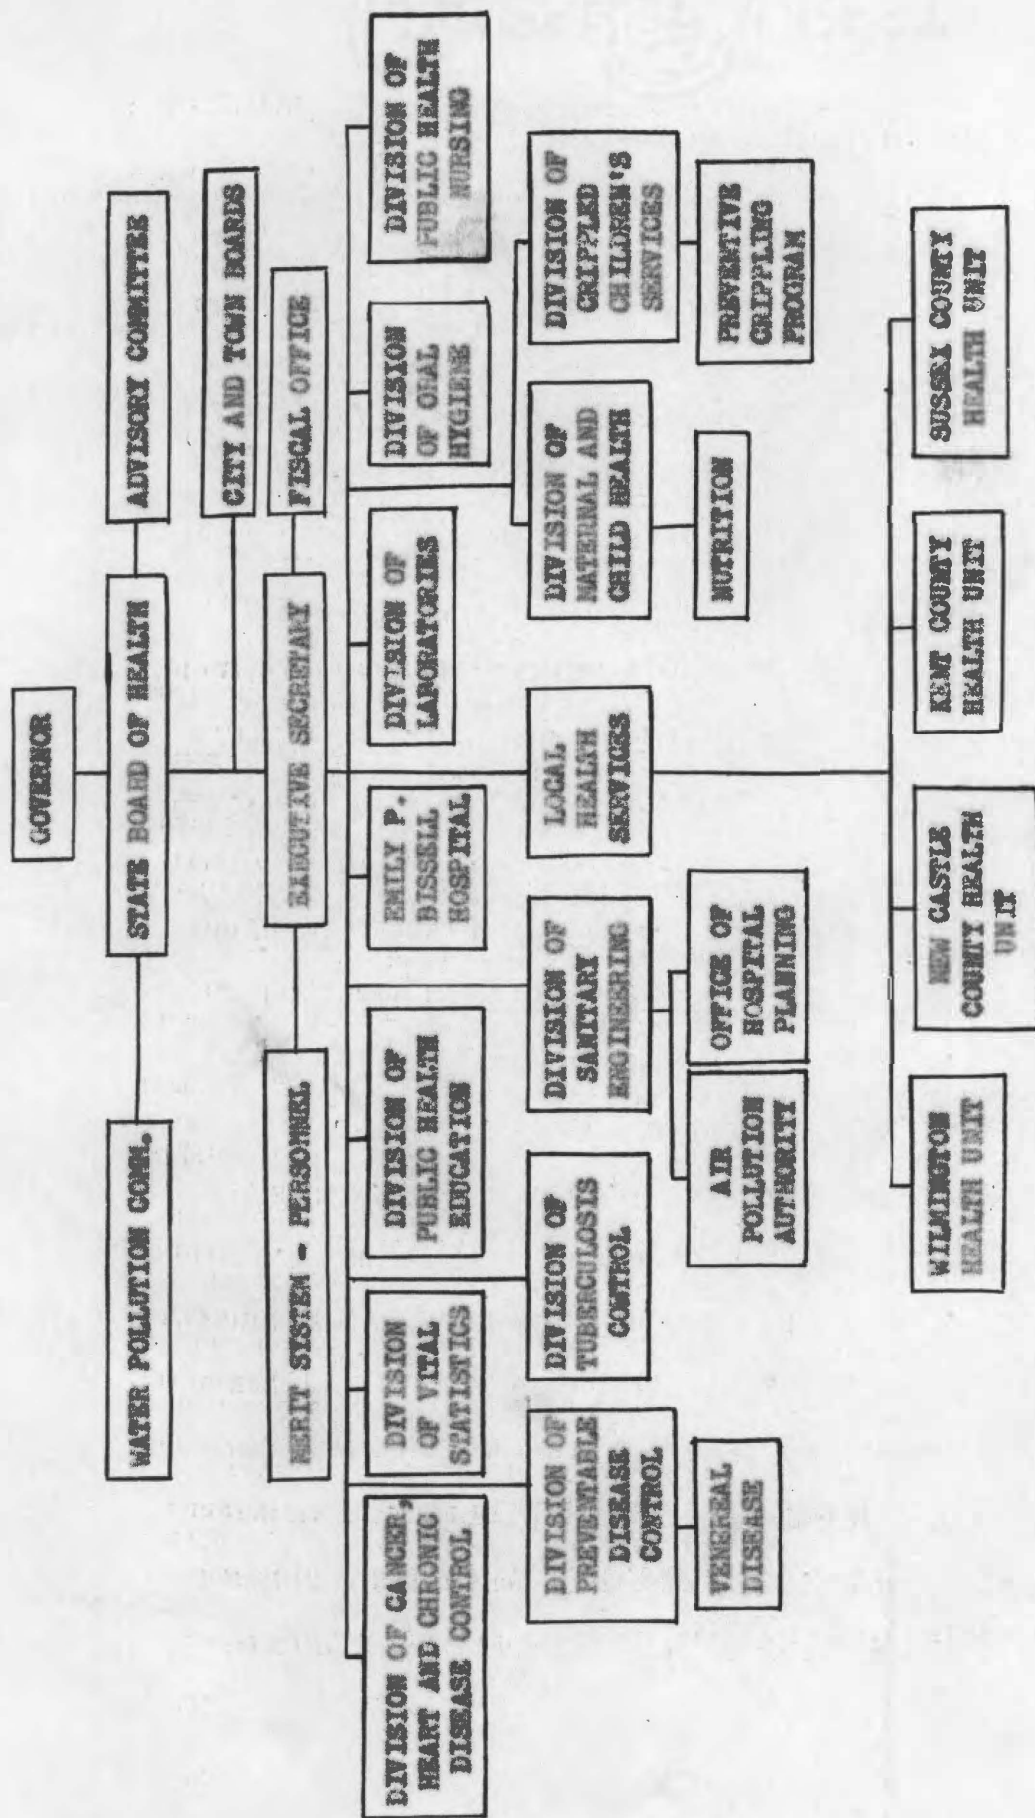 GOVERNOR
WATER POLLUTION COMM.
STATE BOARD OF HEALTH
ADVISORY COMMITTEE
CITY AND TOWN BOARDS
MERIT SYSTEM - PERSONNEL
EXECUTIVE SECRETARY
FISCAL OFFICE
DIVISION OF CANCER,
HEART AND CHRONIC
DISEASE CONTROL
DIVISION
OF VITAL
STATISTICS
DIVISION OF
PUBLIC HEALTH
EDUCATION
EMILY P.
BISSELL
HOSPITAL
DIVISION OF
LABORATORIES
DIVISION
OF ORAL
HYGIENE
DIVISION OF
PUBLIC HEALTH
NURSING
DIVISION OF
PREVENTABLE
DISEASE
CONTROL
DIVISION OF
TUBERCULOSIS
CONTROL
DIVISION OF
SANITARY
ENGINEERING
LOCAL
HEALTH
SERVICES
DIVISION OF
MATERNAL AND
CHILD HEALTH
DIVISION OF
CRIPPLED
CHILDREN'S
SERVICES
VENEREAL
DISEASE
AIR
POLLUTION
AUTHORITY
OFFICE OF
HOSPITAL
PLANNING
NUTRITION
PREVENTIVE
CRIPPLING
PROGRAM
WILMINGTON
HEALTH UNIT
NEW CASTLE
COUNTY HEALTH
UNIT
KENT COUNTY
HEALTH UNIT
SUSSEX COUNTY
HEALTH UNIT